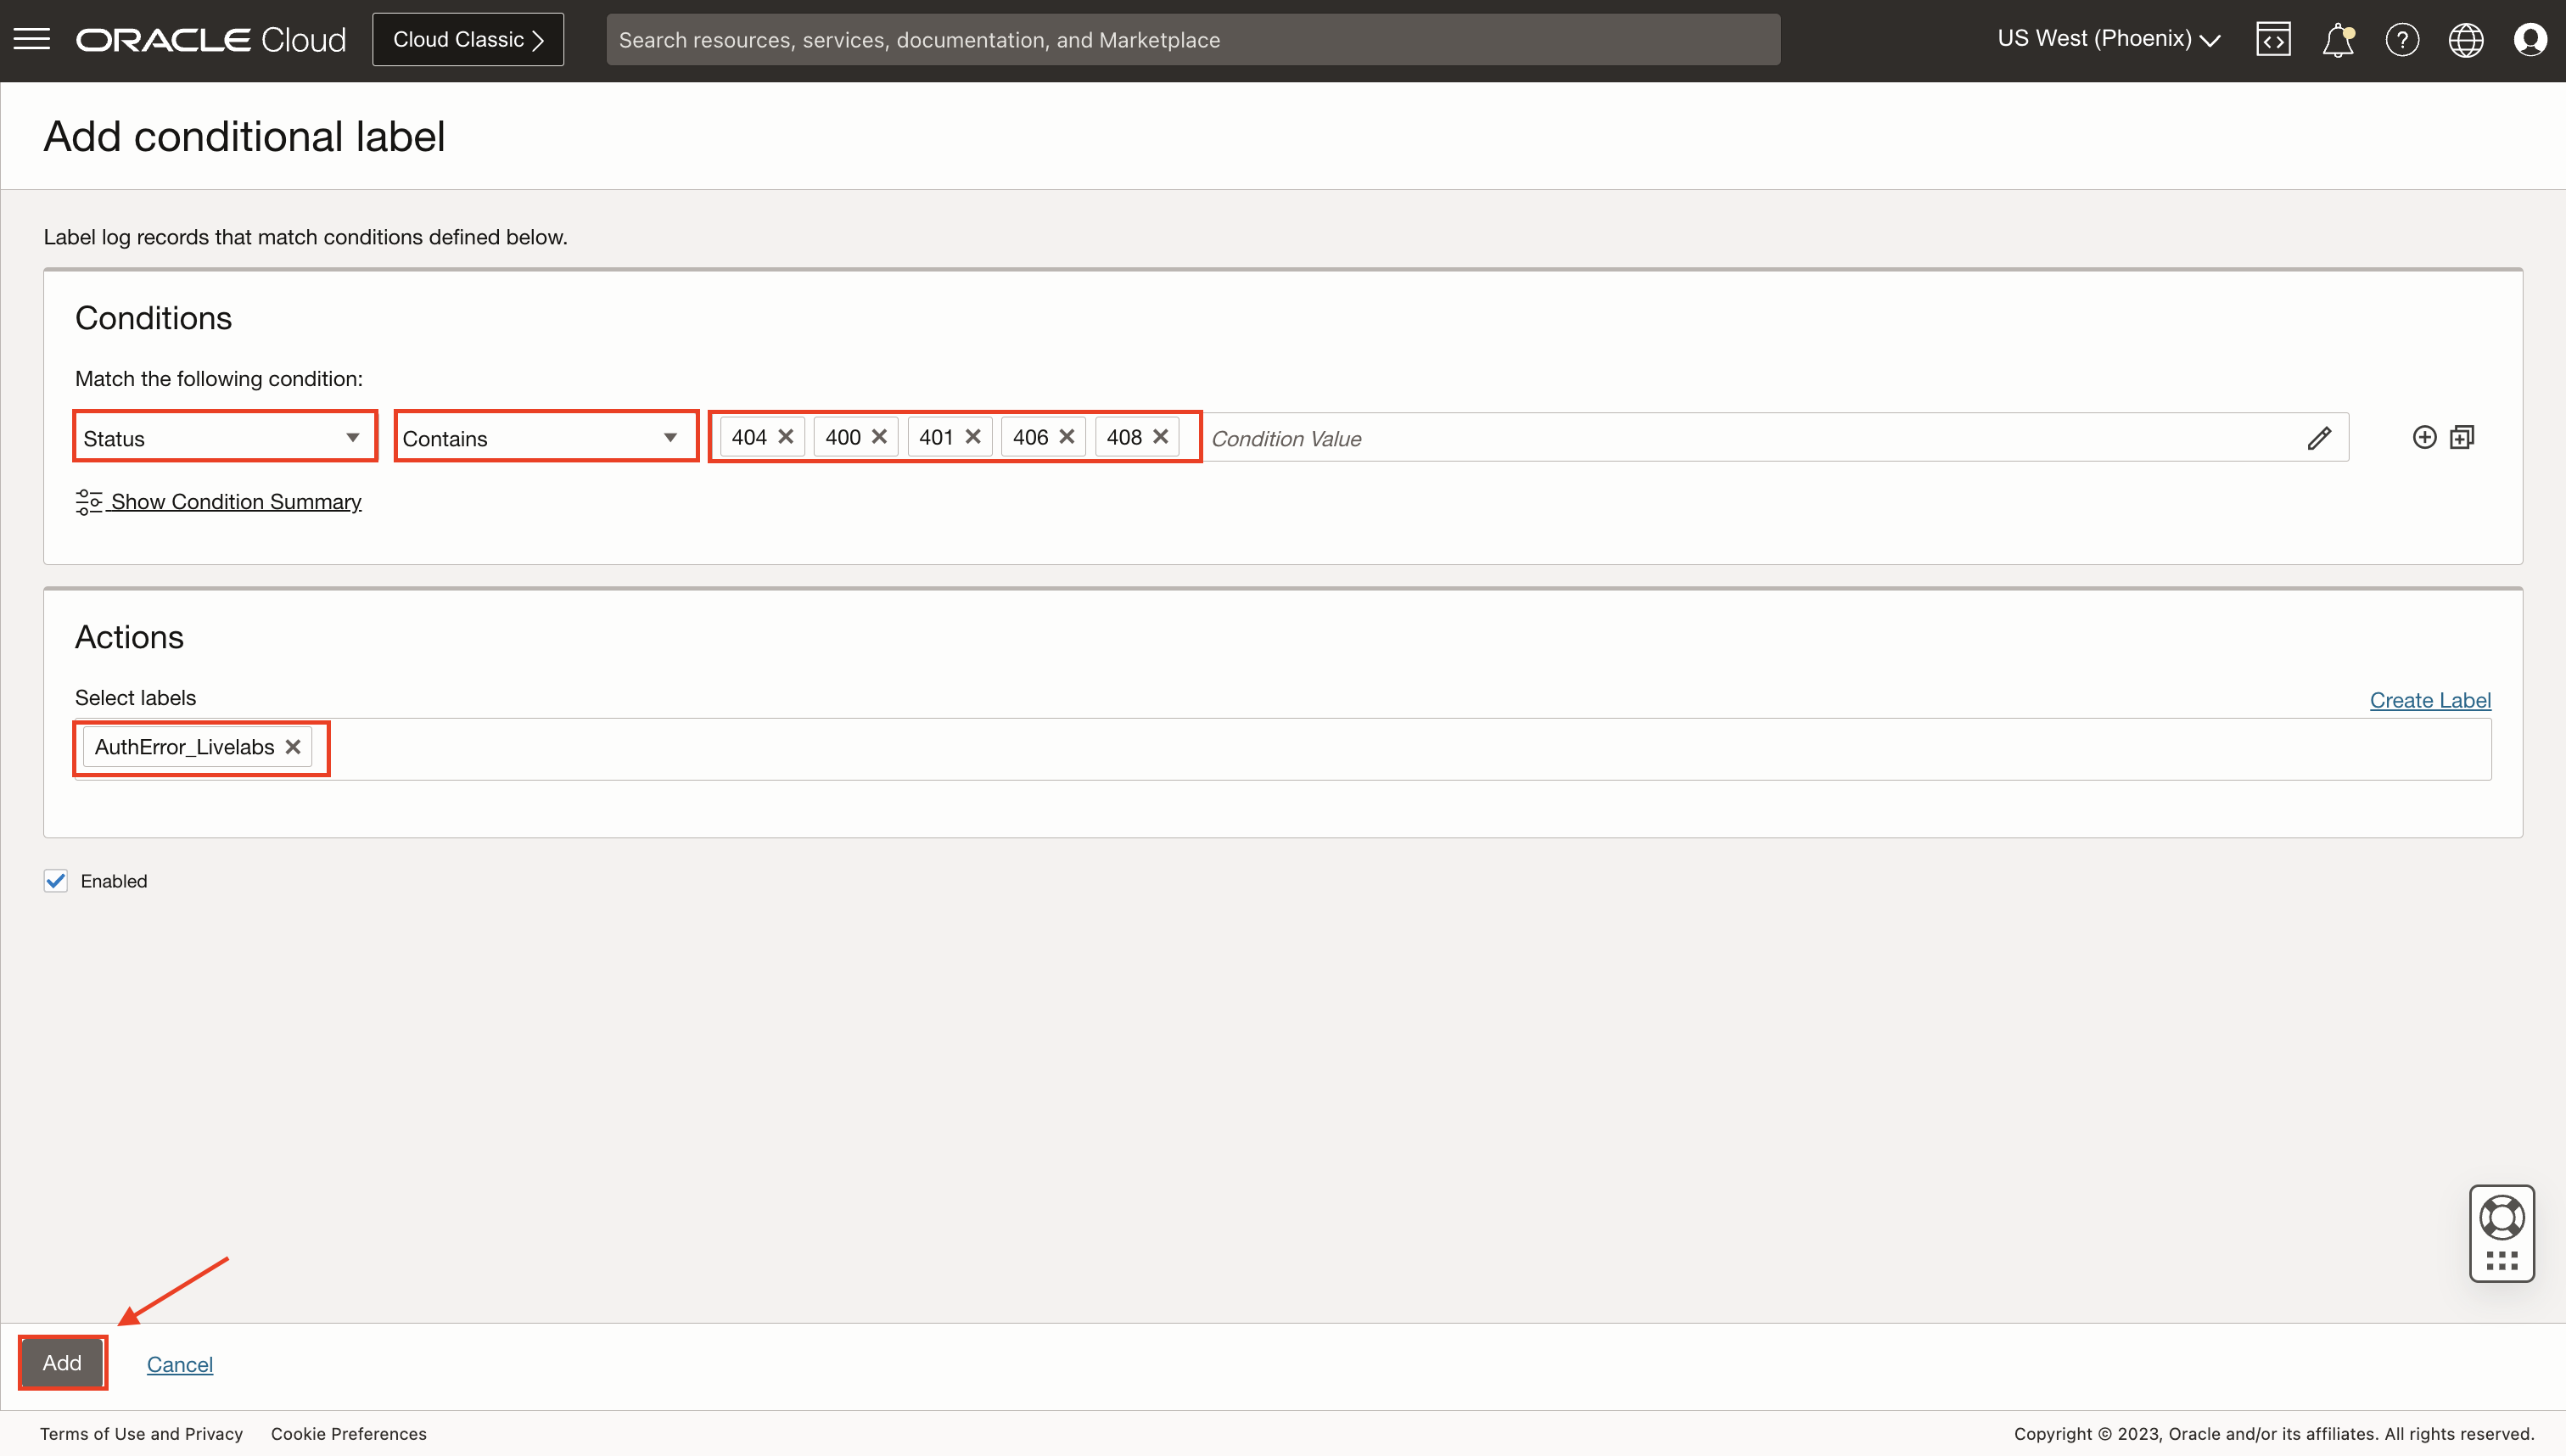 ORACLE Cloud
Cloud Classic
Search resources, services, documentation, and Marketplace
US West (Phoenix)
Add conditional label
Label log records that match conditions defined below.
Conditions
Match the following condition:
Status
Contains
404 400 401 406 408 Condition Value
Show Condition Summary
Actions
Select labels
Create Label
AuthError_Livelabs
Enabled
Add
Cancel
Terms of Use and Privacy
Cookie Preferences
Copyright © 2023, Oracle and/or its affiliates. All rights reserved.